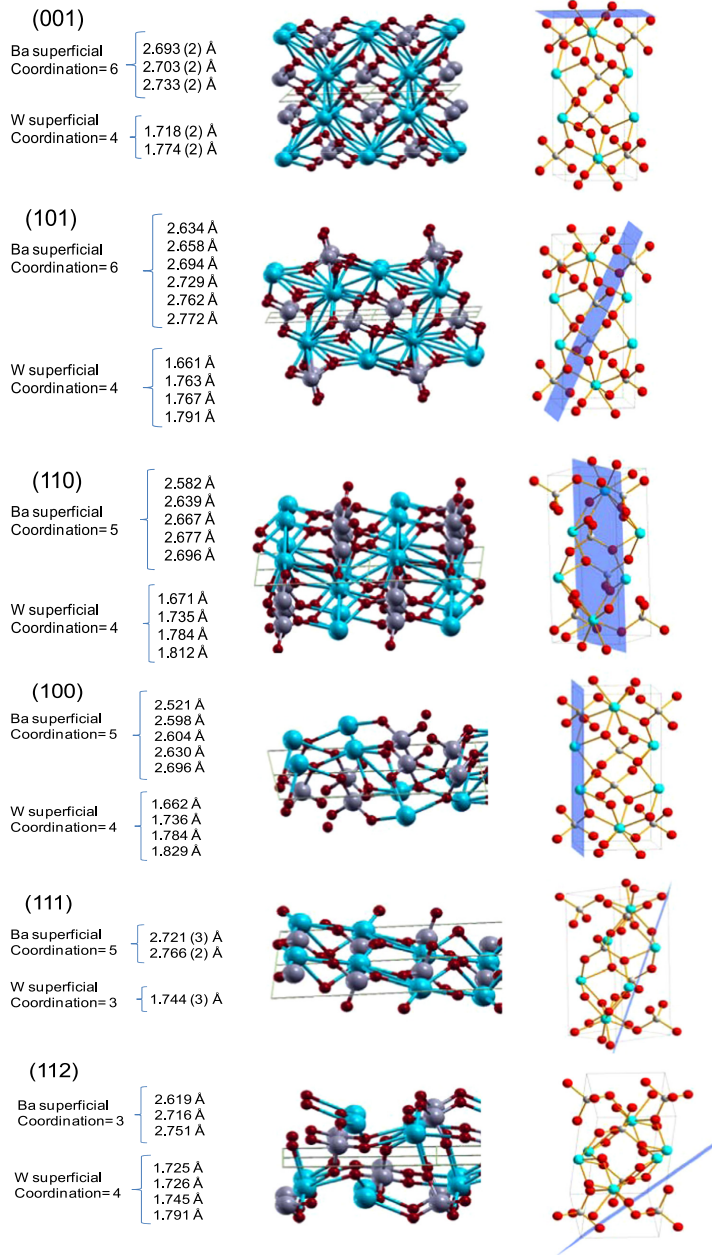 (001)
Ba superficial
Coordination= 6
2.693 (2) Å
2.703 (2) Å
2.733 (2) Å
W superficial
Coordination= 4
1.718 (2) Å
1.774 (2) Å
(101)
Ba superficial
Coordination= 6
2.634 Å
2.658 Å
2.694 Å
2.729 Å
2.762 Å
2.772 Å
W superficial
Coordination= 4
1.661 Å
1.763 Å
1.767 Å
1.791 Å
(110)
Ba superficial
Coordination= 5
2.582 Å
2.639 Å
2.667 Å
2.677 Å
2.696 Å
W superficial
Coordination= 4
1.671 Å
1.735 Å
1.784 Å
1.812 Å
(100)
Ba superficial
Coordination= 5
2.521 Å
2.598 Å
2.604 Å
2.630 Å
2.696 Å
W superficial
Coordination= 4
1.662 Å
1.736 Å
1.784 Å
1.829 Å
(111)
Ba superficial
Coordination= 5
2.721 (3) Å
2.766 (2) Å
W superficial
Coordination= 3
1.744 (3) Å
(112)
Ba superficial
Coordination= 3
2.619 Å
2.716 Å
2.751 Å
W superficial
Coordination= 4
1.725 Å
1.726 Å
1.745 Å
1.791 Å